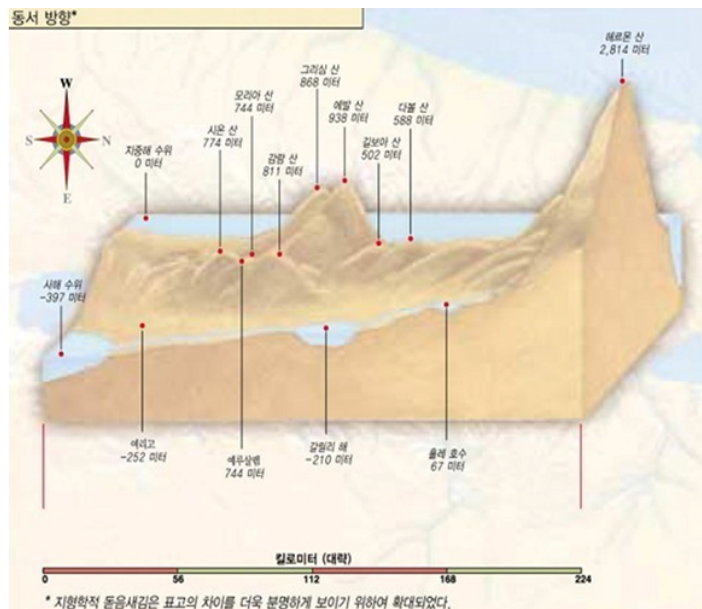 동서 방향*
헤르몬 산
2,814 미터
그리심 산
868 미터
모리아 산
744 미터
에발 산
938 미터
다볼 산
588 미터
시온 산
774 미터
감람 산
811 미터
길보아 산
502 미터
지중해 수위
0 미터
W
S
N
E
사해 수위
-397 미터
여리고
-252 미터
예루살렘
744 미터
갈릴리 해
-210 미터
훌레 호수
67 미터
킬로미터 (대략)
0 56 112 168 224
* 지형학적 돋음새김은 표고의 차이를 더욱 분명하게 보이기 위하여 확대되었다.